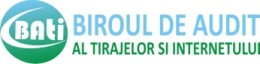 BATi
BIROUL DE AUDIT
AL TIRAJELOR SI INTERNETULUI